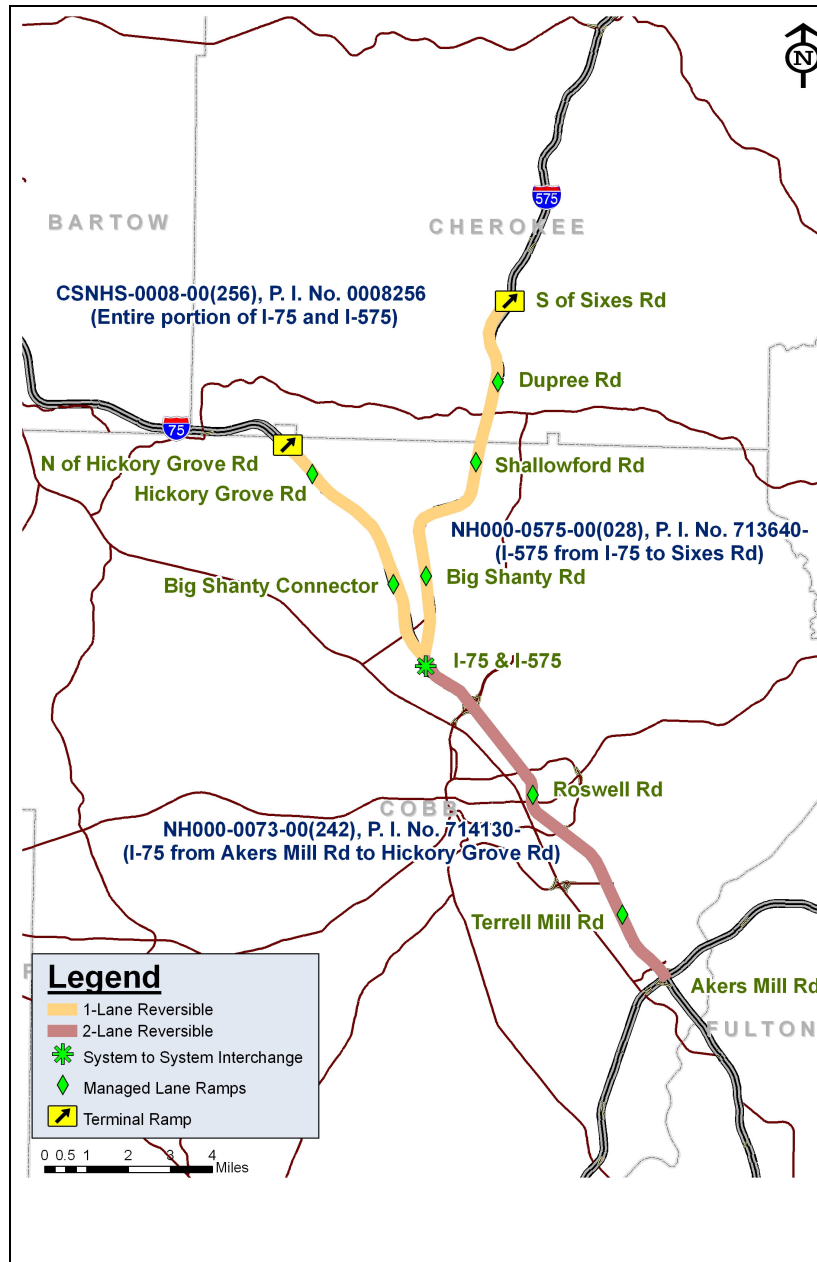 N
575
BARTOW
CHEROKEE
CSNHS-0008-00(256), P. I. No. 0008256
(Entire portion of I-75 and I-575)
S of Sixes Rd
Dupree Rd
75
N of Hickory Grove Rd
Hickory Grove Rd
Shallowford Rd
NH000-0575-00(028), P. I. No. 713640-
(I-575 from I-75 to Sixes Rd)
Big Shanty Connector
Big Shanty Rd
I-75 & I-575
Roswell Rd
COBB
NH000-0073-00(242), P. I. No. 714130-
(I-75 from Akers Mill Rd to Hickory Grove Rd)
Terrell Mill Rd
Akers Mill Rd
FULTON
Legend
1-Lane Reversible
2-Lane Reversible
System to System Interchange
Managed Lane Ramps
Terminal Ramp
0 0.5 1 2 3 4
Miles